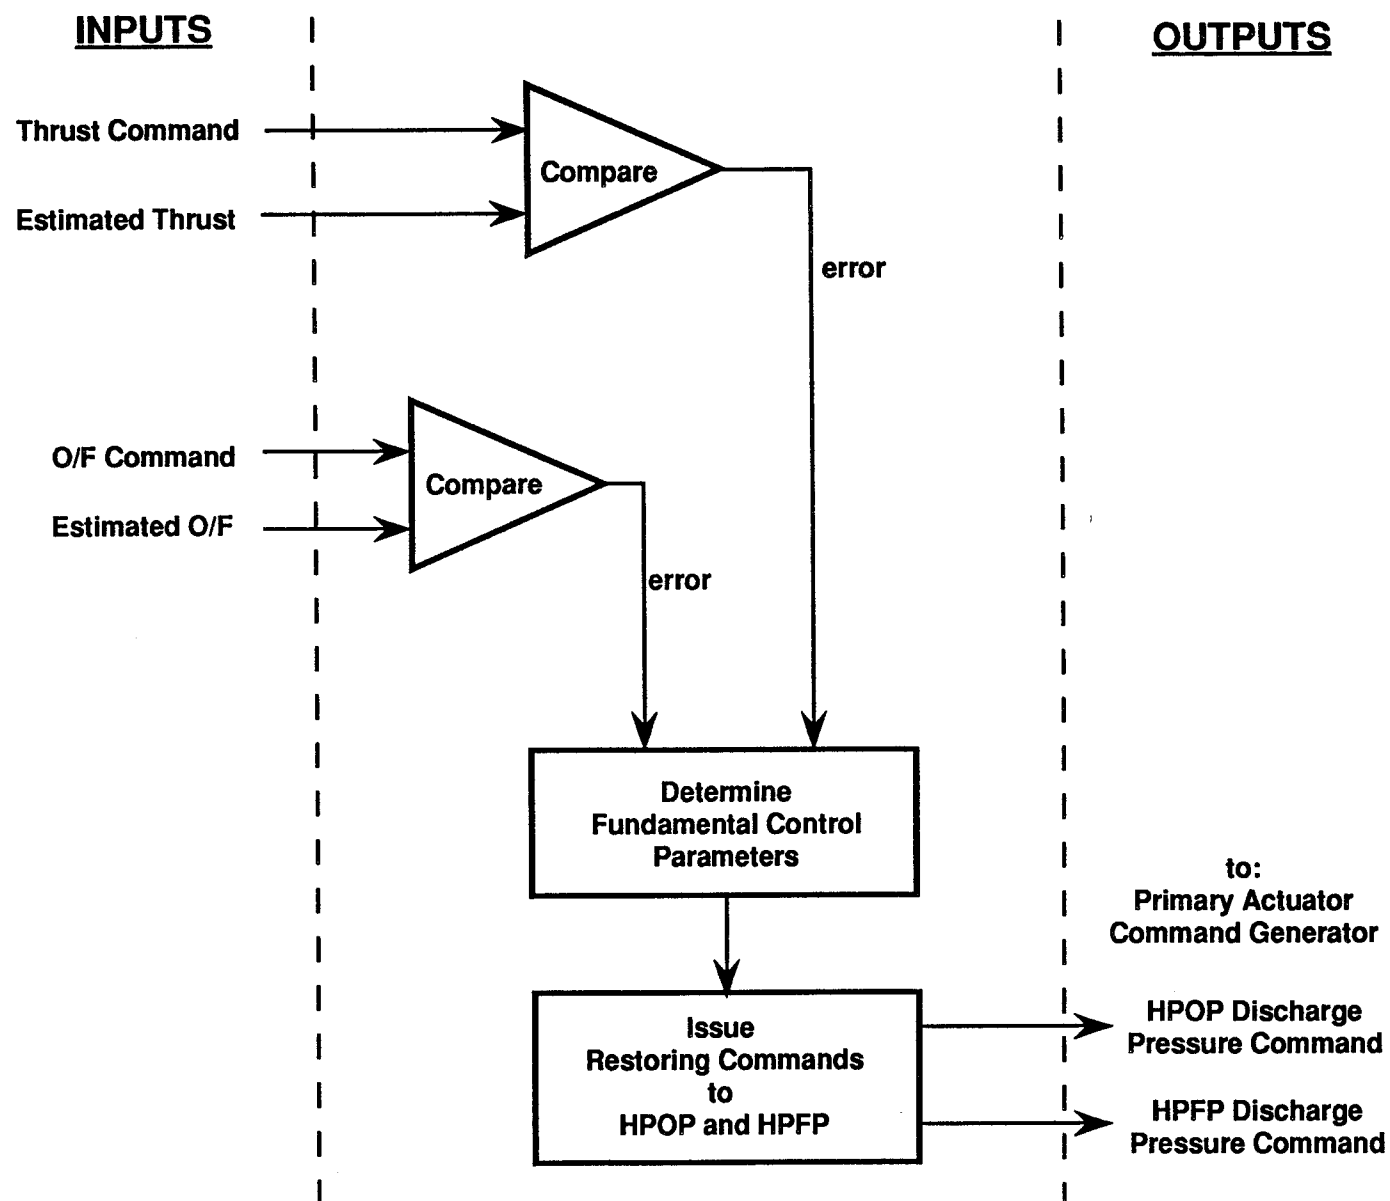 INPUTS
OUTPUTS
Thrust Command
Estimated Thrust
Compare
error
O/F Command
Estimated O/F
Compare
error
Determine
Fundamental Control
Parameters
to:
Primary Actuator
Command Generator
Issue
Restoring Commands
to
HPOP and HPFP
HPOP Discharge
Pressure Command
HPFP Discharge
Pressure Command